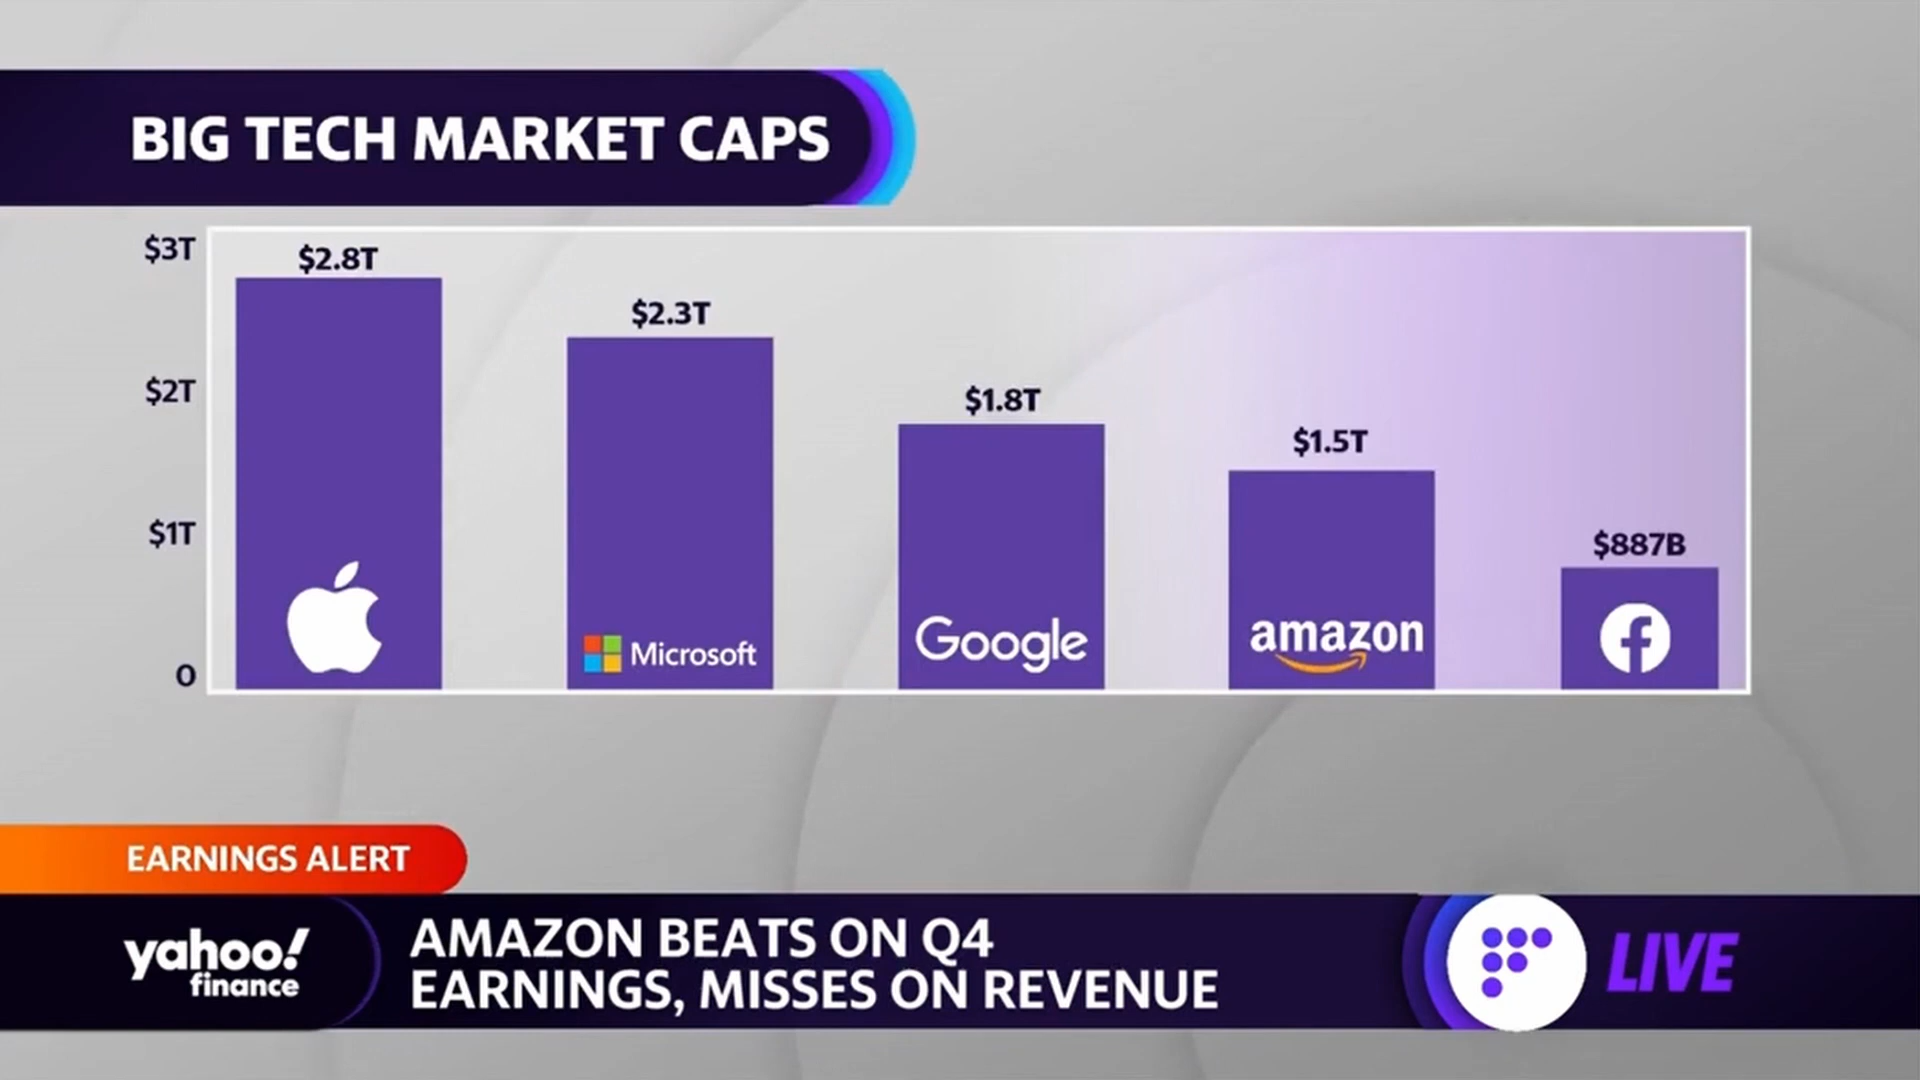 BIG TECH MARKET CAPS
$3T
$2T
$1T
0
$2.8T
$2.3T
$1.8T
$1.5T
$887B
Microsoft
Google
amazon
EARNINGS ALERT
yahoo!
finance
AMAZON BEATS ON Q4
EARNINGS, MISSES ON REVENUE
LIVE